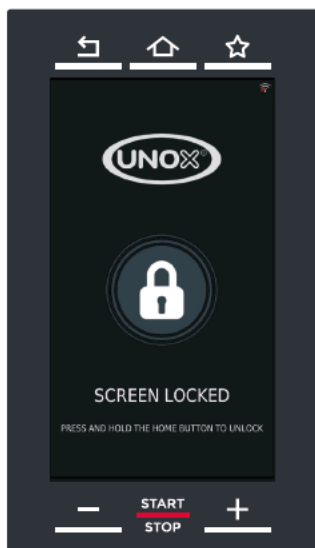 UNOX
SCREEN LOCKED
PRESS AND HOLD THE HOME BUTTON TO UNLOCK
START
STOP